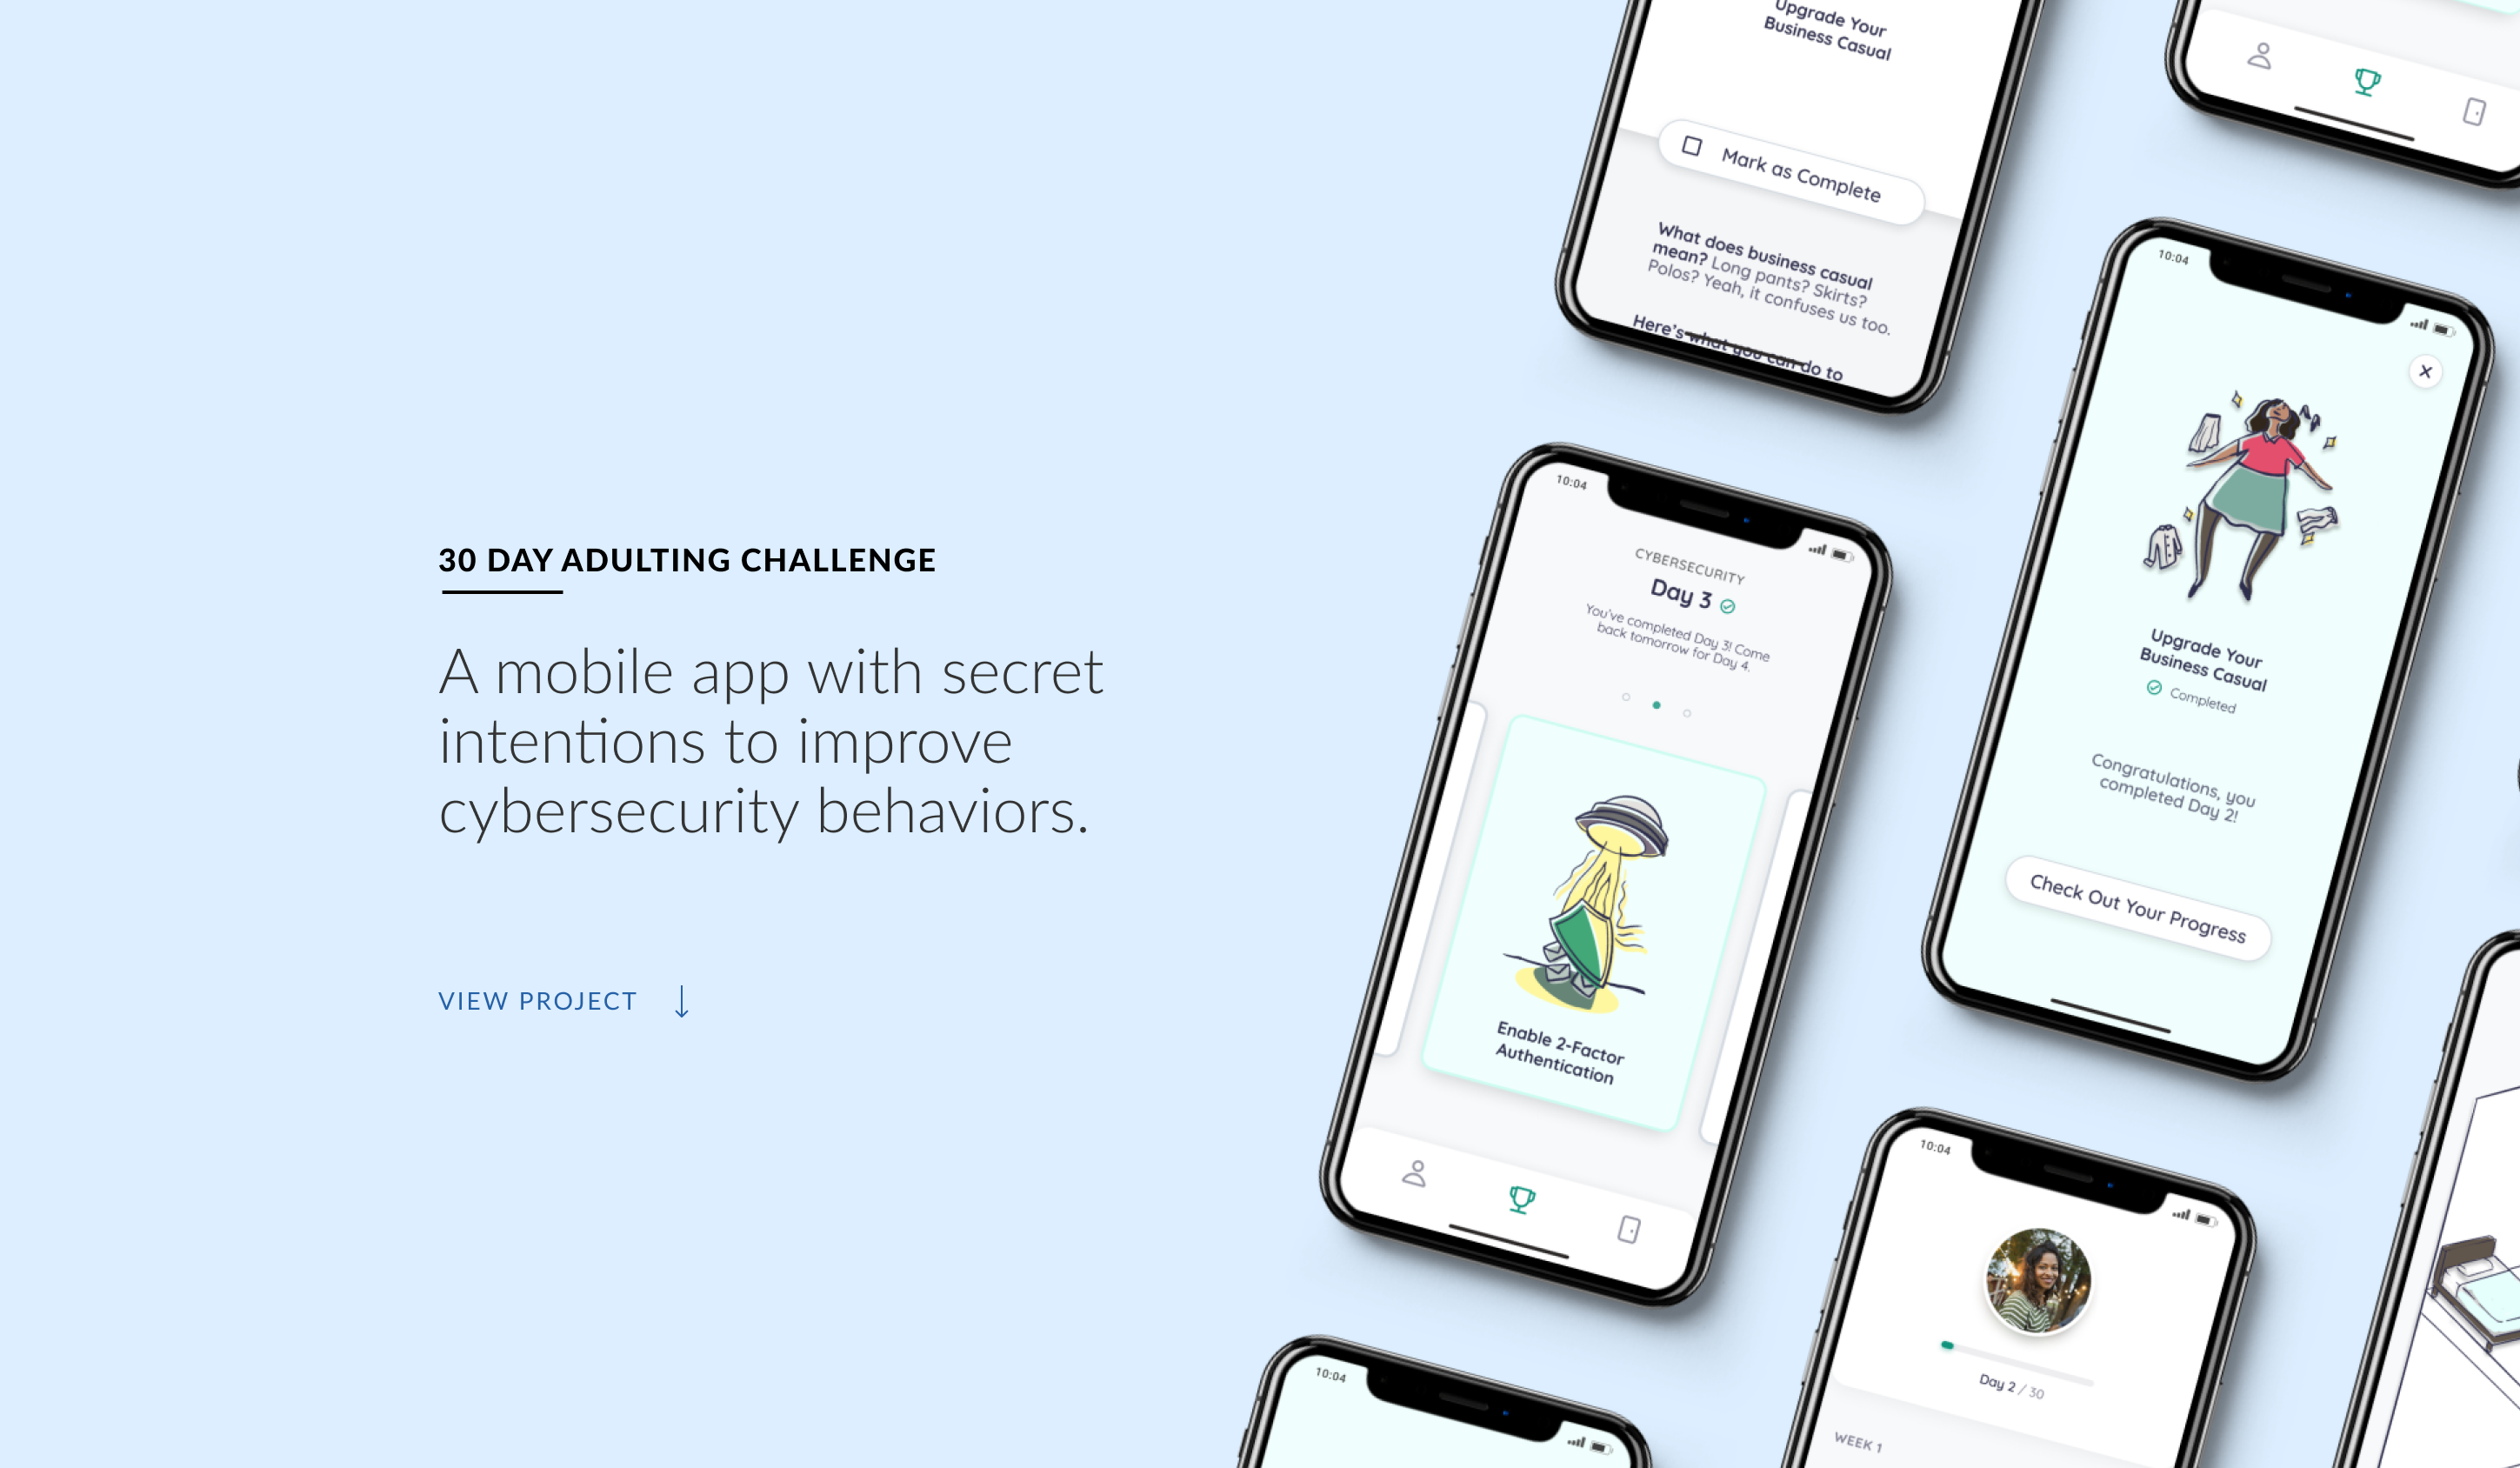 30 DAY ADULTING CHALLENGE
A mobile app with secret
intentions to improve
cybersecurity behaviors.
VIEW PROJECT ↓
Upgrade Your
Business Casual
Mark as Complete
What does business casual
mean? Long pants? Skirts?
Polos? Yeah, it confuses us too.
Here's what you can do to
10:04
CYBERSECURITY
Day 3
You've completed Day 3! Come
back tomorrow for Day 4.
Enable 2-Factor
Authentication
10:04
Upgrade Your
Business Casual
Completed
Congratulations, you
completed Day 2!
Check Out Your Progress
10:04
Day 2 / 30
WEEK 1
10:04